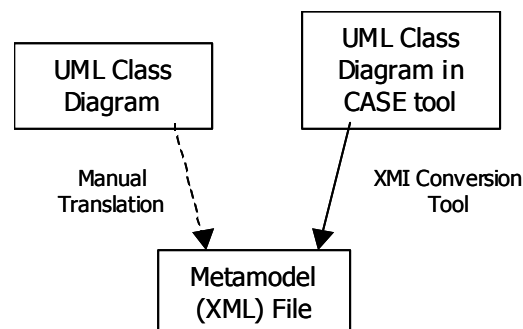 UML Class
Diagram
UML Class
Diagram in
CASE tool
Manual
Translation
XMI Conversion
Tool
Metamodel
(XML) File